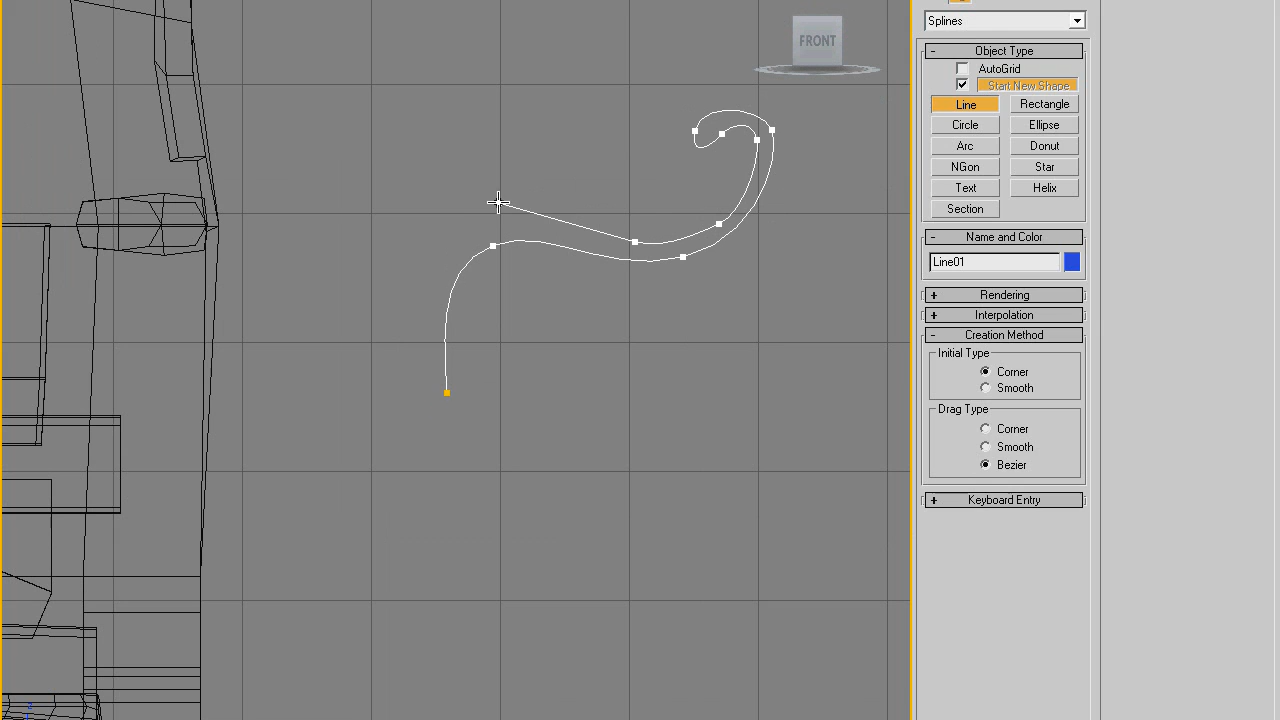 FRONT
Splines
- Object Type
AutoGrid
Start New Shape
Line Rectangle
Circle Ellipse
Arc Donut
NGon Star
Text Helix
Section
- Name and Color
Line01
+ Rendering
+ Interpolation
- Creation Method
Initial Type
Corner
Smooth
Drag Type
Corner
Smooth
Bezier
+ Keyboard Entry